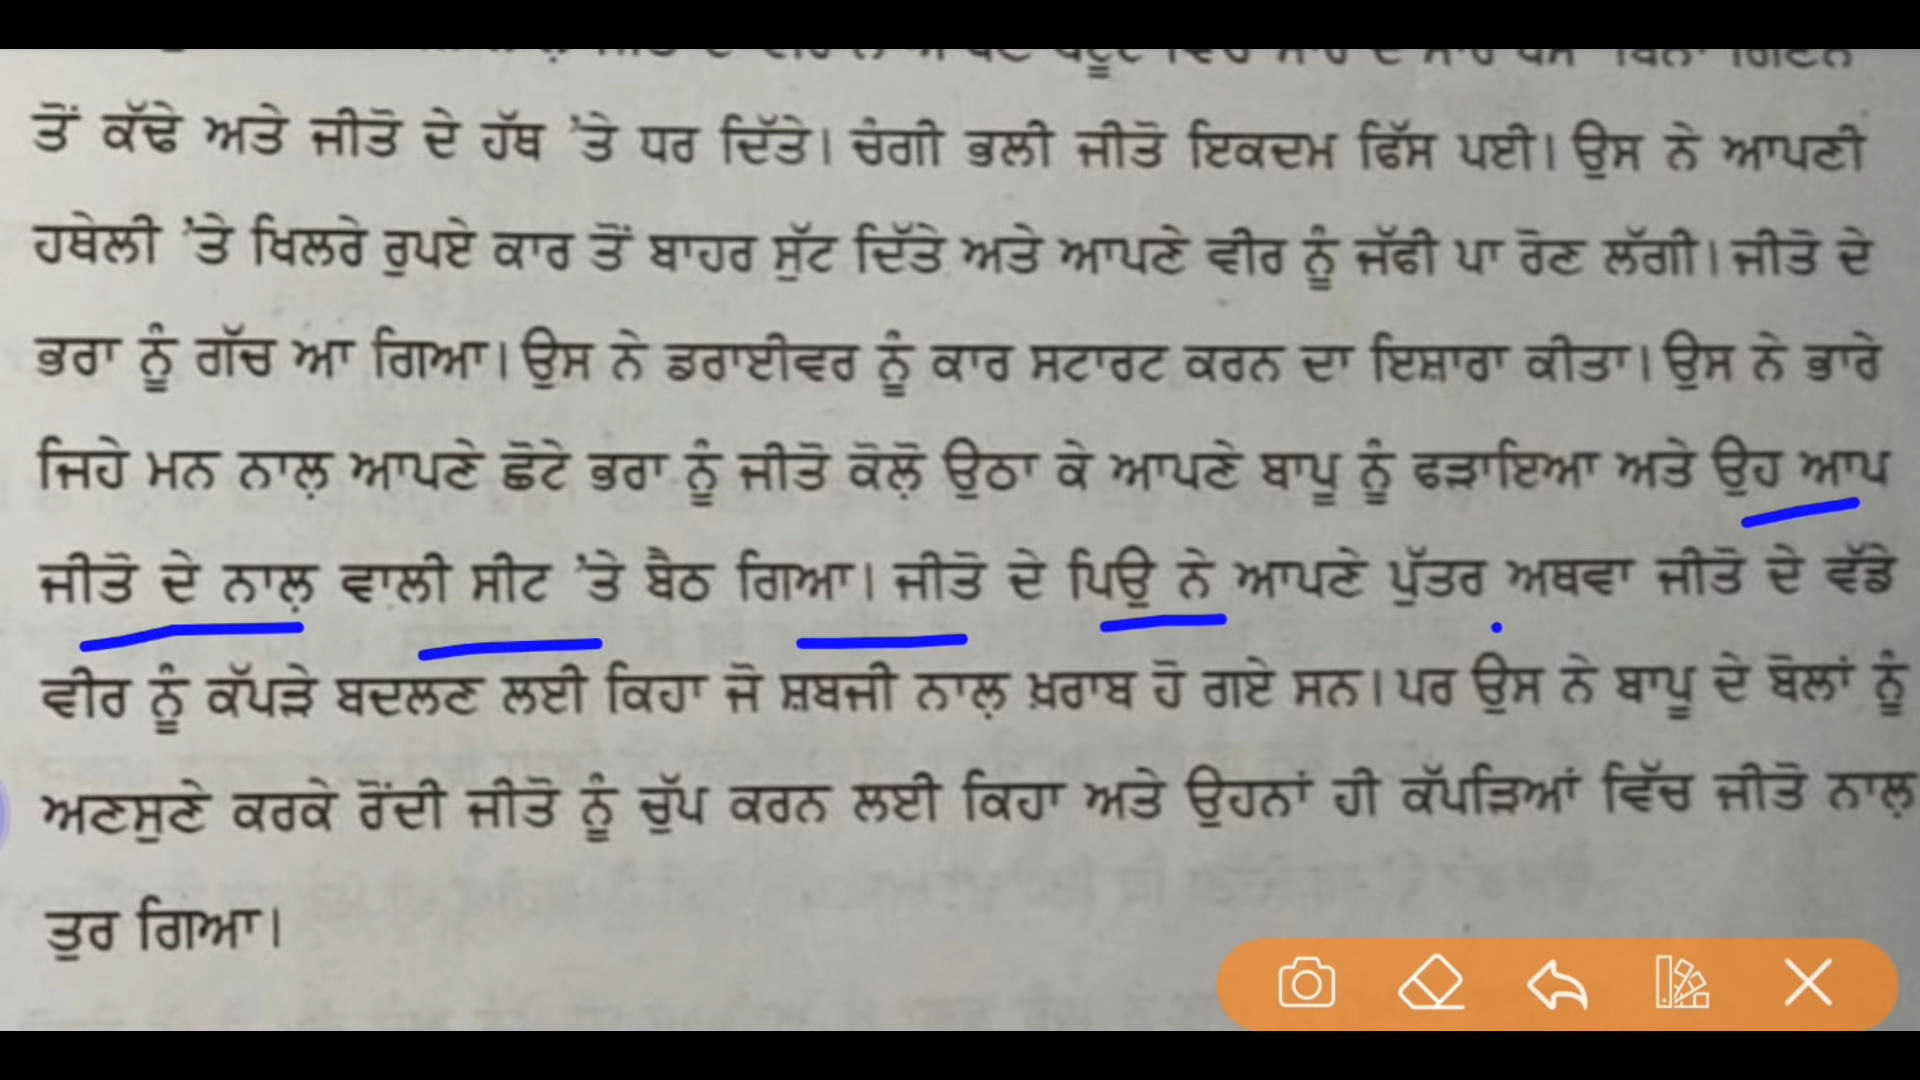 ਤੋਂ ਕੱਢੇ ਅਤੇ ਜੀਤੋ ਦੇ ਹੱਥ 'ਤੇ ਧਰ ਦਿੱਤੇ। ਚੰਗੀ ਭਲੀ ਜੀਤੋ ਇਕਦਮ ਫਿੱਸ ਪਈ। ਉਸ ਨੇ ਆਪਣੀ
ਹਥੇਲੀ 'ਤੇ ਖਿਲਰੇ ਰੁਪਏ ਕਾਰ ਤੋਂ ਬਾਹਰ ਸੁੱਟ ਦਿੱਤੇ ਅਤੇ ਆਪਣੇ ਵੀਰ ਨੂੰ ਜੱਫੀ ਪਾ ਰੋਣ ਲੱਗੀ। ਜੀਤੋ ਦੇ
ਭਰਾ ਨੂੰ ਗੱਚ ਆ ਗਿਆ। ਉਸ ਨੇ ਡਰਾਈਵਰ ਨੂੰ ਕਾਰ ਸਟਾਰਟ ਕਰਨ ਦਾ ਇਸ਼ਾਰਾ ਕੀਤਾ। ਉਸ ਨੇ ਭਾਰੇ
ਜਿਹੇ ਮਨ ਨਾਲ਼ ਆਪਣੇ ਛੋਟੇ ਭਰਾ ਨੂੰ ਜੀਤੋ ਕੋਲ਼ੋਂ ਉਠਾ ਕੇ ਆਪਣੇ ਬਾਪੂ ਨੂੰ ਫੜਾਇਆ ਅਤੇ ਉਹ ਆਪ
ਜੀਤੋ ਦੇ ਨਾਲ਼ ਵਾਲੀ ਸੀਟ 'ਤੇ ਬੈਠ ਗਿਆ। ਜੀਤੋ ਦੇ ਪਿਉ ਨੇ ਆਪਣੇ ਪੁੱਤਰ ਅਥਵਾ ਜੀਤੋ ਦੇ ਵੱਡੇ
ਵੀਰ ਨੂੰ ਕੱਪੜੇ ਬਦਲਣ ਲਈ ਕਿਹਾ ਜੋ ਸ਼ਬਜੀ ਨਾਲ਼ ਖ਼ਰਾਬ ਹੋ ਗਏ ਸਨ। ਪਰ ਉਸ ਨੇ ਬਾਪੂ ਦੇ ਬੋਲਾਂ ਨੂੰ
ਅਣਸੁਣੇ ਕਰਕੇ ਰੋਂਦੀ ਜੀਤੋ ਨੂੰ ਚੁੱਪ ਕਰਨ ਲਈ ਕਿਹਾ ਅਤੇ ਉਹਨਾਂ ਹੀ ਕੱਪੜਿਆਂ ਵਿੱਚ ਜੀਤੋ ਨਾਲ਼
ਤੁਰ ਗਿਆ।